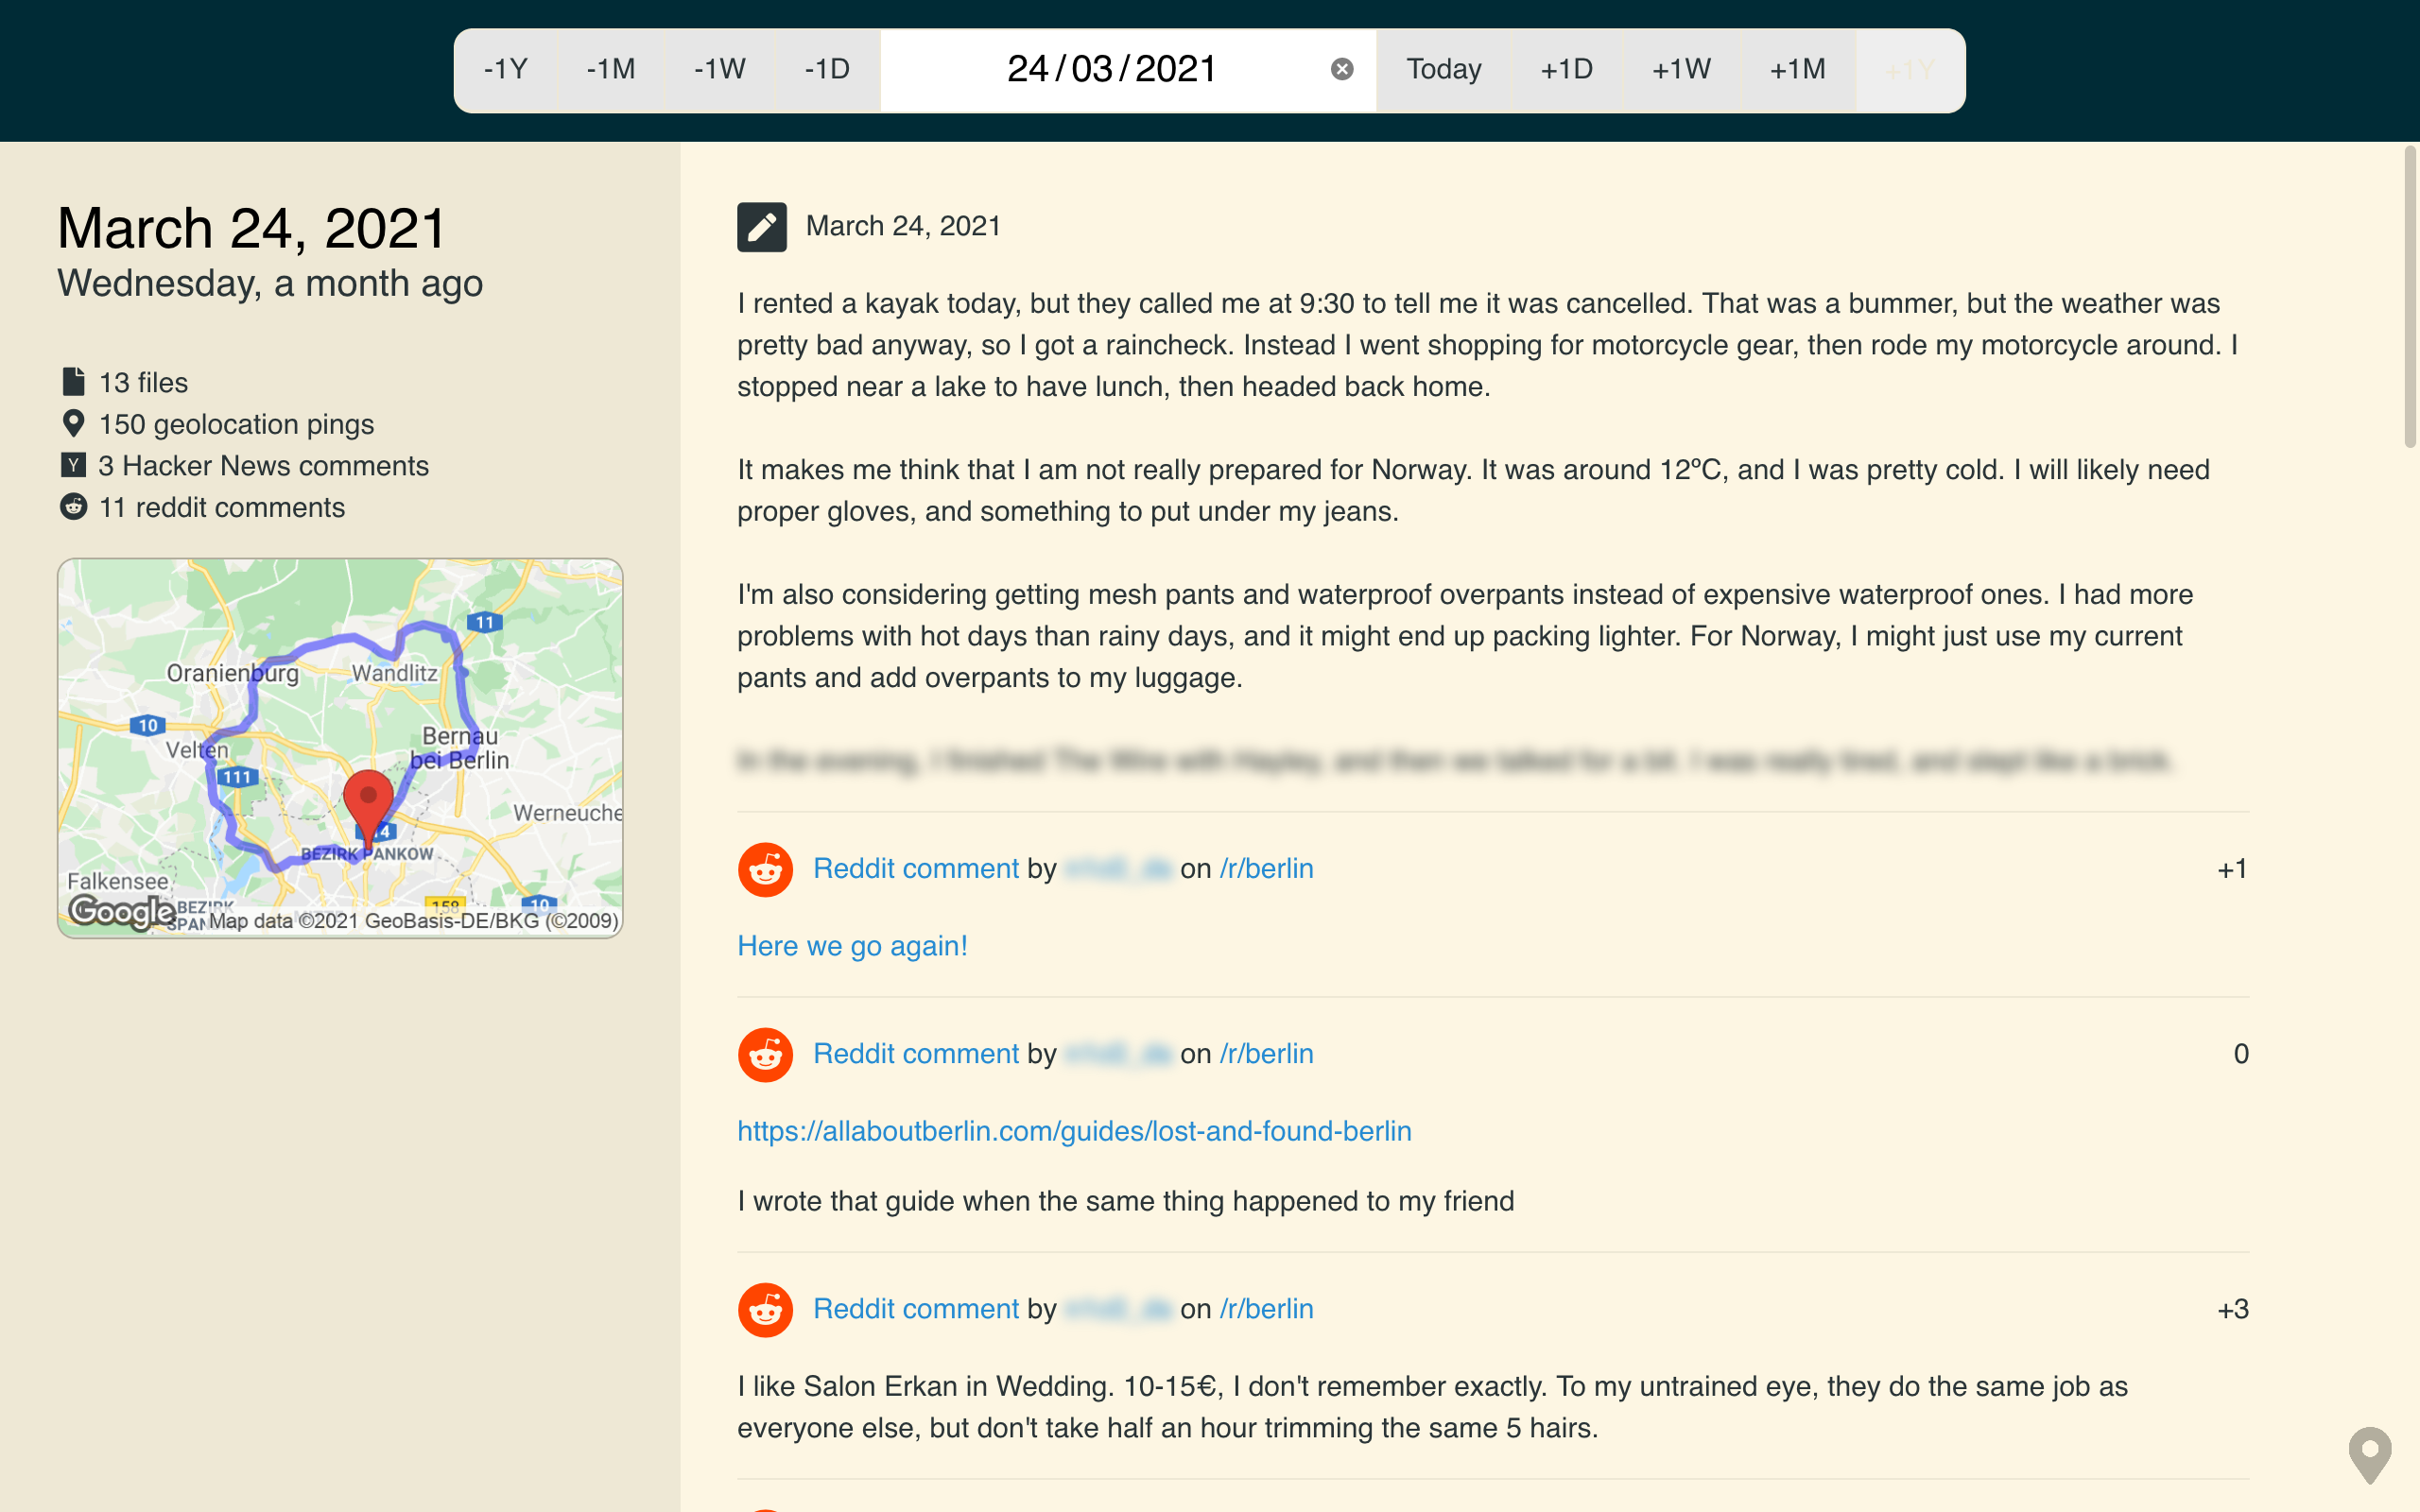 -1Y -1M -1W -1D 24/03/2021 Today +1D +1W +1M +1Y
March 24, 2021
Wednesday, a month ago
13 files
150 geolocation pings
Y 3 Hacker News comments
11 reddit comments
11
Oranienburg Wandlitz
10
Velten
Bernau
bei Berlin
111
Werneuche
14
BEZIRK PANKOW
Falkensee
158
10
Google
BEZIRK
SPAN
Map data ©2021 GeoBasis-DE/BKG (©2009)
March 24, 2021
I rented a kayak today, but they called me at 9:30 to tell me it was cancelled. That was a bummer, but the weather was
pretty bad anyway, so I got a raincheck. Instead I went shopping for motorcycle gear, then rode my motorcycle around. I
stopped near a lake to have lunch, then headed back home.
It makes me think that I am not really prepared for Norway. It was around 12ºC, and I was pretty cold. I will likely need
proper gloves, and something to put under my jeans.
I'm also considering getting mesh pants and waterproof overpants instead of expensive waterproof ones. I had more
problems with hot days than rainy days, and it might end up packing lighter. For Norway, I might just use my current
pants and add overpants to my luggage.
Reddit comment by on /r/berlin +1
Here we go again!
Reddit comment by on /r/berlin 0
https://allaboutberlin.com/guides/lost-and-found-berlin
I wrote that guide when the same thing happened to my friend
Reddit comment by on /r/berlin +3
I like Salon Erkan in Wedding. 10-15€, I don't remember exactly. To my untrained eye, they do the same job as
everyone else, but don't take half an hour trimming the same 5 hairs.